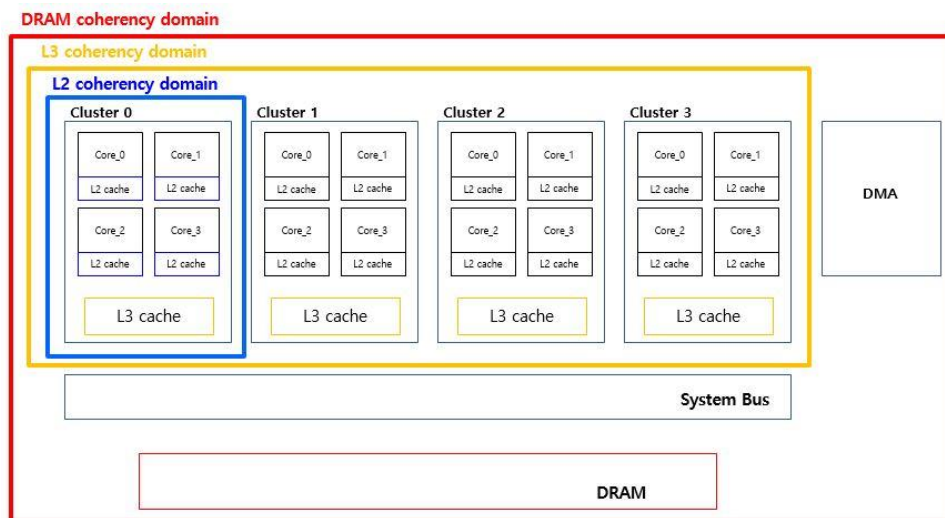 DRAM coherency domain
L3 coherency domain
L2 coherency domain
Cluster 0
Cluster 1
Cluster 2
Cluster 3
Core_0
Core_1
Core_0
Core_1
Core_0
Core_1
Core_0
Core_1
L2 cache
L2 cache
L2 cache
L2 cache
L2 cache
L2 cache
L2 cache
L2 cache
DMA
Core_2
Core_3
Core_2
Core_3
Core_2
Core_3
Core_2
Core_3
L2 cache
L2 cache
L2 cache
L2 cache
L2 cache
L2 cache
L2 cache
L2 cache
L3 cache
L3 cache
L3 cache
L3 cache
System Bus
DRAM